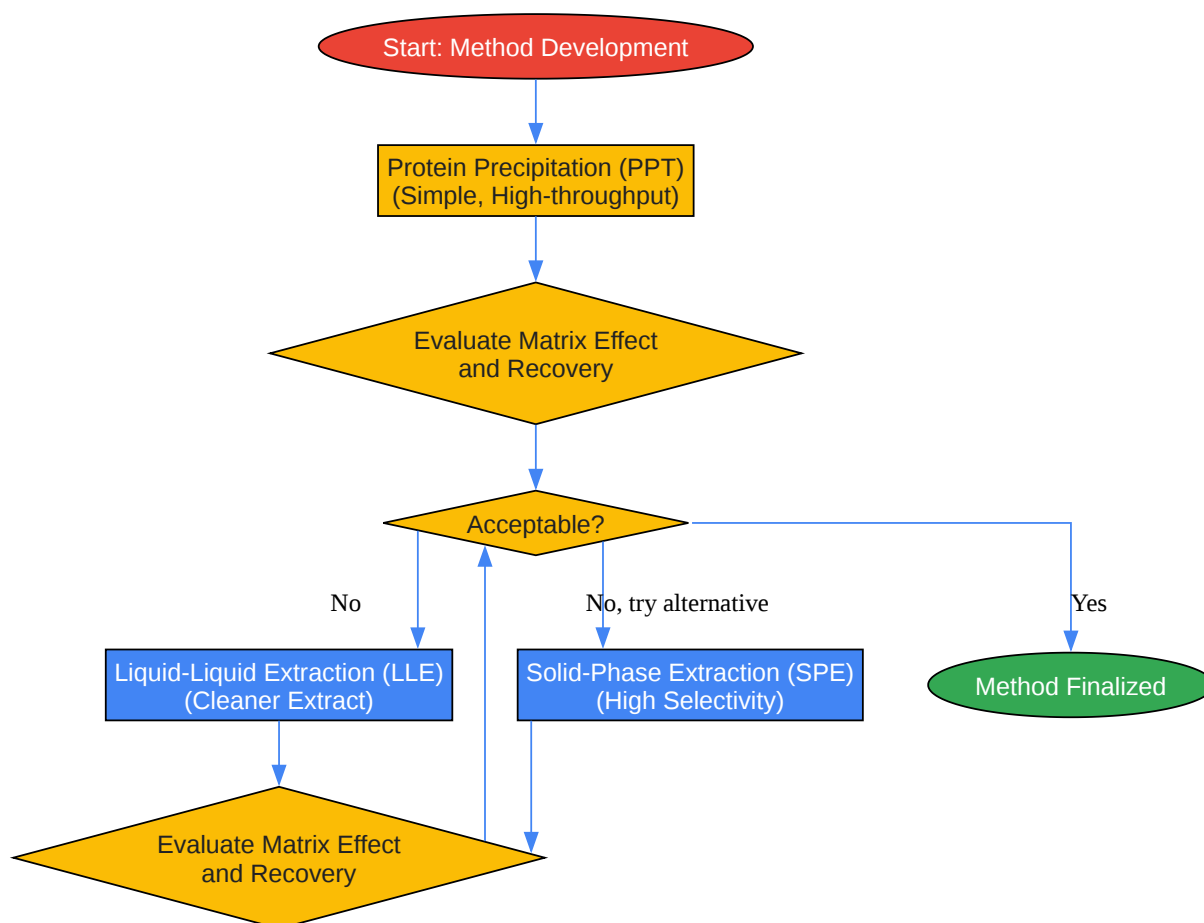 Start: Method Development
Protein Precipitation (PPT)
(Simple, High-throughput)
Evaluate Matrix Effect
and Recovery
Acceptable?
No
No, try alternative
Yes
Liquid-Liquid Extraction (LLE)
(Cleaner Extract)
Solid-Phase Extraction (SPE)
(High Selectivity)
Method Finalized
Evaluate Matrix Effect
and Recovery